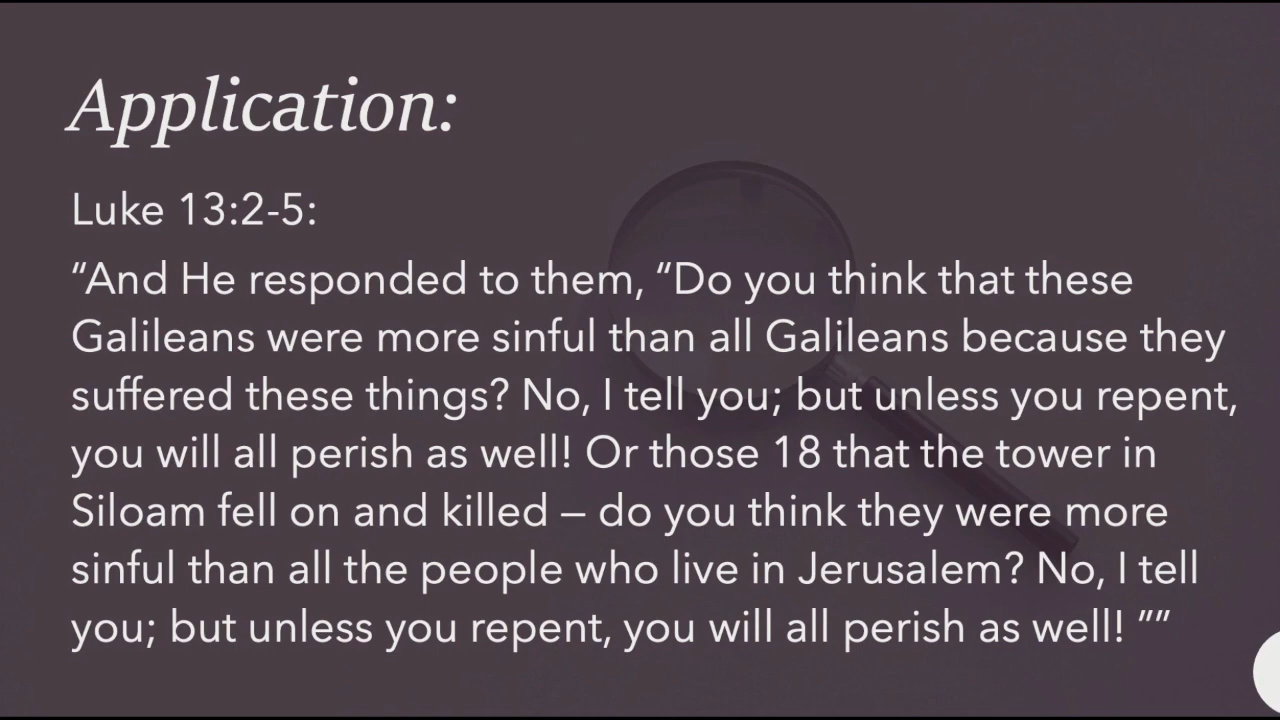 Application:
Luke 13:2-5:
“And He responded to them, “Do you think that these
Galileans were more sinful than all Galileans because they
suffered these things? No, I tell you; but unless you repent,
you will all perish as well! Or those 18 that the tower in
Siloam fell on and killed – do you think they were more
sinful than all the people who live in Jerusalem? No, I tell
you; but unless you repent, you will all perish as well! ””